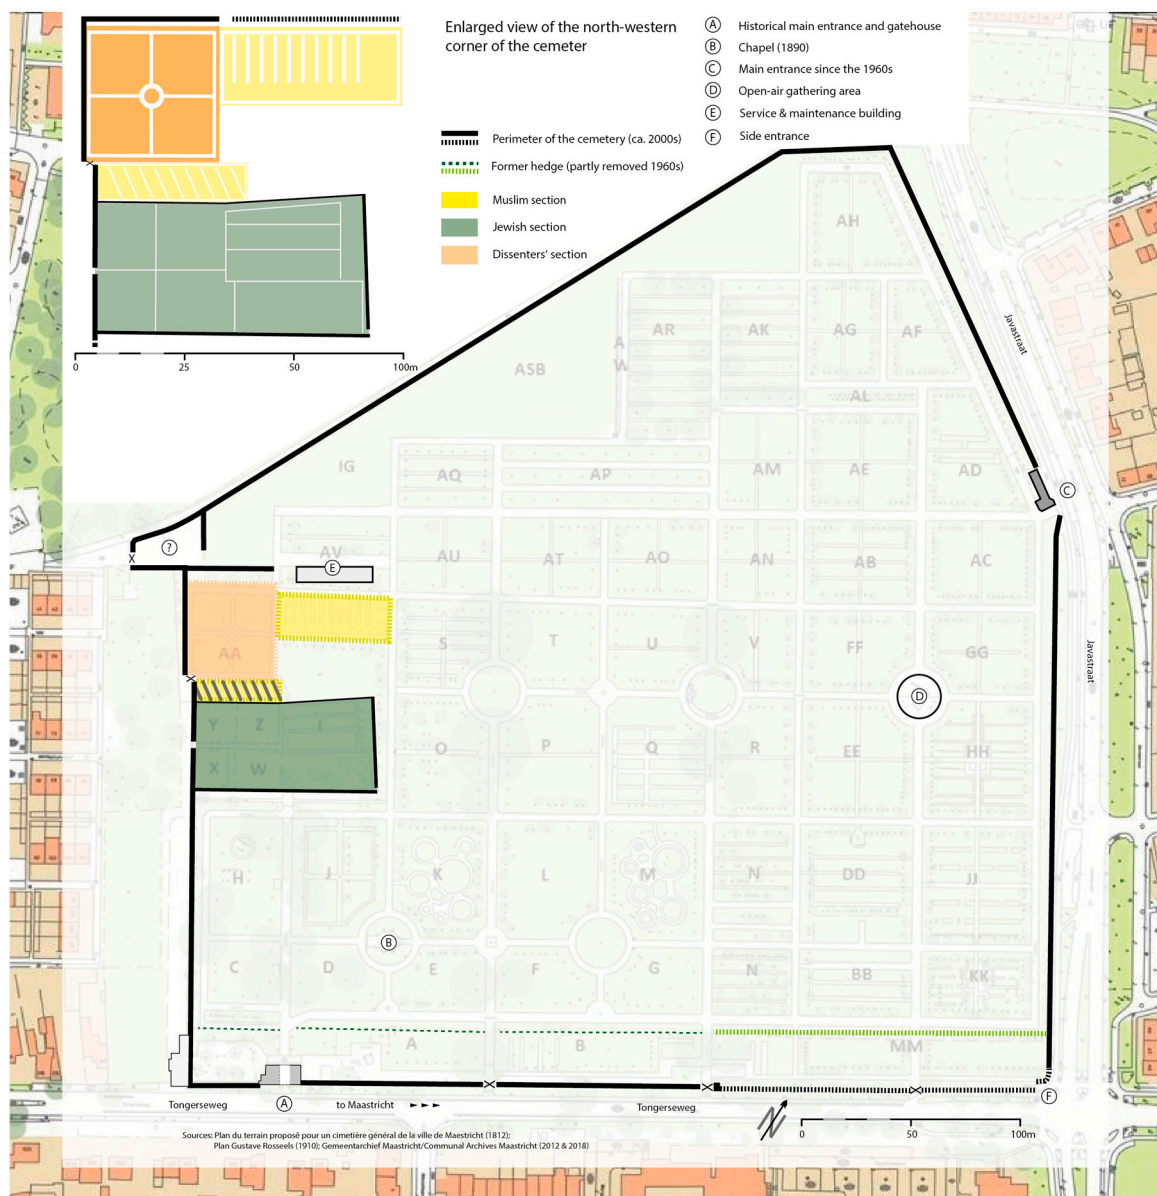 Enlarged view of the north-western
corner of the cemeter
A Historical main entrance and gatehouse
B Chapel (1890)
C Main entrance since the 1960s
D Open-air gathering area
E Service & maintenance building
F Side entrance
Perimeter of the cemetery (ca. 2000s)
Former hedge (partly removed 1960s)
Muslim section
Jewish section
Dissenters' section
0 25 50 100m
AH
Javastraat
AR AK AG AF
A
W
ASB
AL
IG AQ AP AM AE AD
C
?
X
AV AU AT AO AN AB AC
E
AA
S T U V FF GG
D
Y Z I
O P Q R EE HH
X W
H J K L M N DD JJ
Javastraat
B
C D E F G N BB KK
A B MM
Tongerseweg A to Maastricht Tongerseweg F
N
0 50 100m
Sources: Plan du terrain proposé pour un cimetière général de la ville de Maestricht (1812);
Plan Gustave Rosseels (1910); Gemeentarchief Maastricht/Communal Archives Maastricht (2012 & 2018)